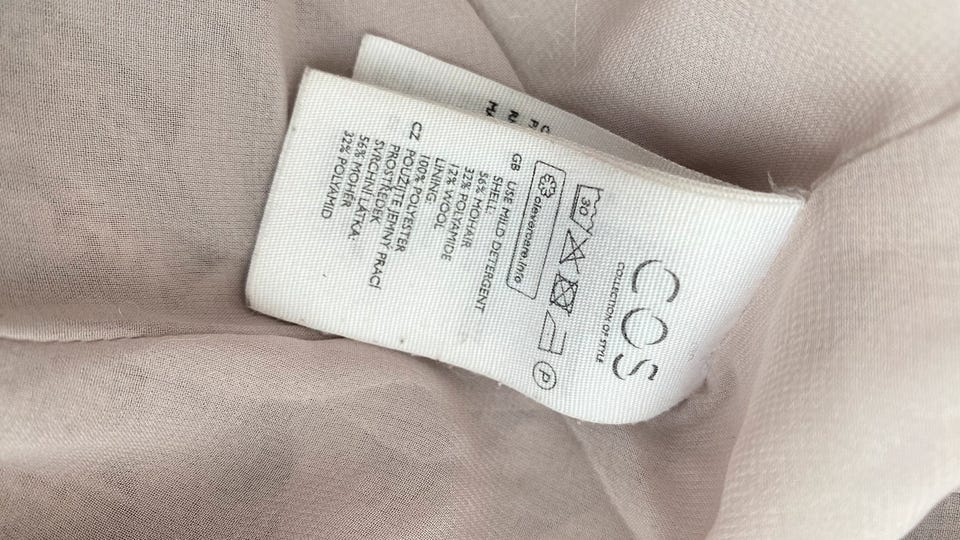 COS
COLLECTION OF STYLE
30
P
clevercare.info
GB USE MILD DETERGENT
SHELL:
56% MOHAIR
32% POLYAMIDE
12% WOOL
LINING
100% POLYESTER
CZ POUŽIJTE JEMNÝ PRACÍ
PROSTŘEDEK
SVRCHNÍ LÁTKA:
56% MOHAIR
32% POLYAMID